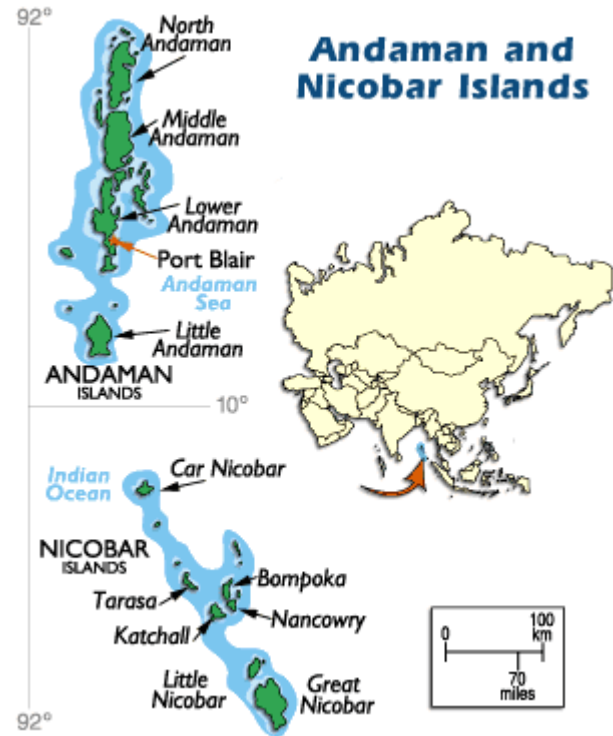 92°
Andaman and
Nicobar Islands
North
Andaman
Middle
Andaman
Lower
Andaman
Port Blair
Andaman
Sea
Little
Andaman
ANDAMAN
ISLANDS
10°
Indian
Ocean
Car Nicobar
NICOBAR
ISLANDS
Bompoka
Tarasa
Nancowry
Katchall
Little
Nicobar
Great
Nicobar
0
100
km
70
miles
92°